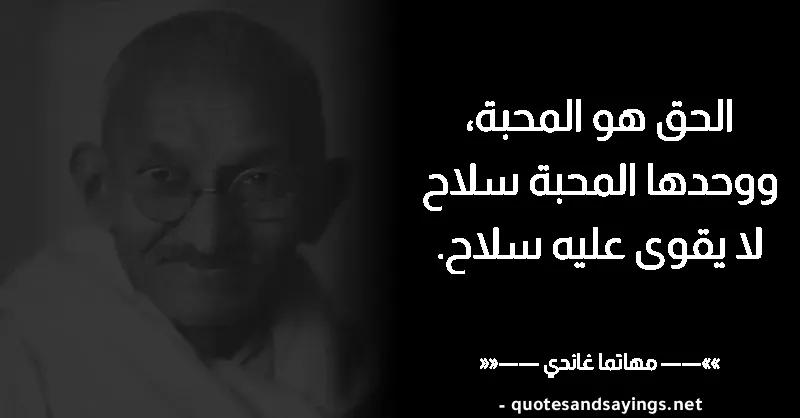 الحق هو المحبة،
ووحدها المحبة سلاح
لا يقوى عليه سلاح.
»»—— مهاتما غاندي ——««
- quotesandsayings.net